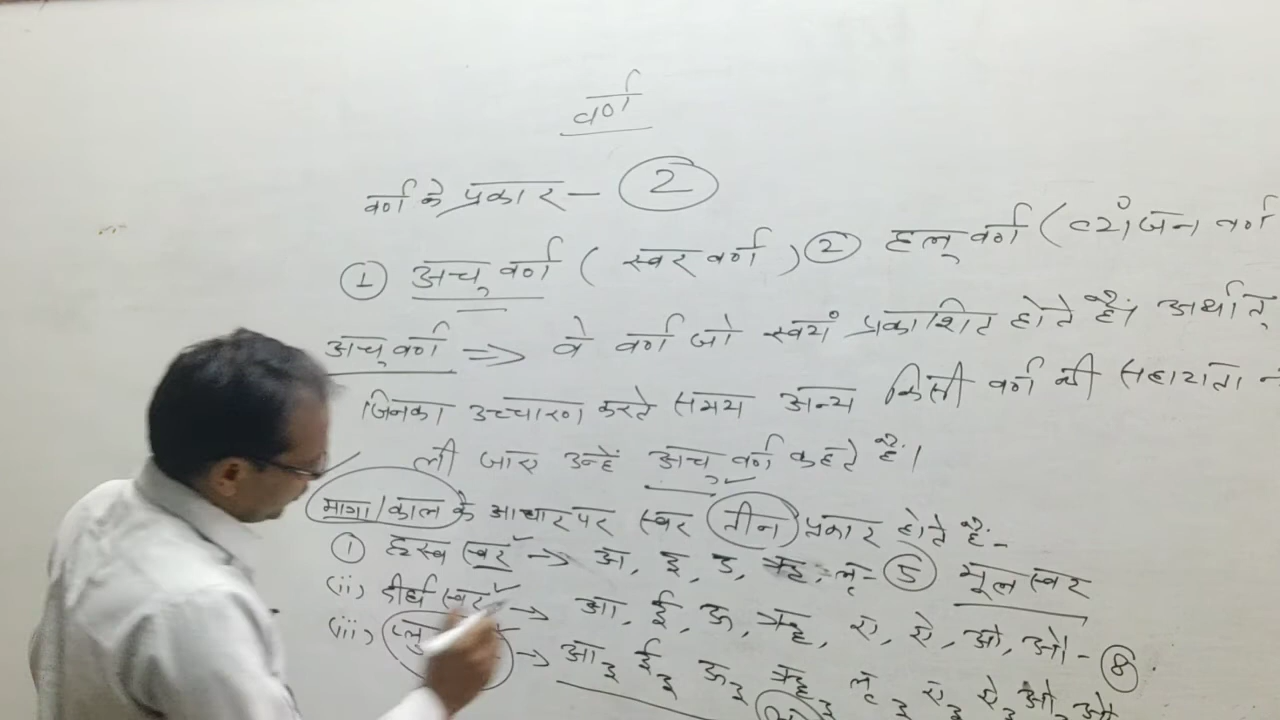 वर्ण
वर्ण के प्रकार – 2
① अच् वर्ण ( स्वर वर्ण ) ② हल् वर्ण (व्यंजन वर्ण
अच् वर्ण => वे वर्ण जो स्वयं प्रकाशित होते हैं। अर्थात्
जिनका उच्चारण करते समय अन्य किसी वर्ण की सहायता न
ली जाए उन्हें अच् वर्ण कहते हैं।
मात्रा/काल के आधार पर स्वर तीन प्रकार होते हैं-
① ह्रस्व स्वर → अ, इ, उ, ऋ, लृ- 5 मूल स्वर
(ii) दीर्घ स्वर → आ, ई, ऊ, ॠ, ए, ऐ, ओ, औ- 8
(iii) प्लु → आ३ ई३ ऊ३ ॠ३ लृ३ ए३ ऐ३ ओ३ औ